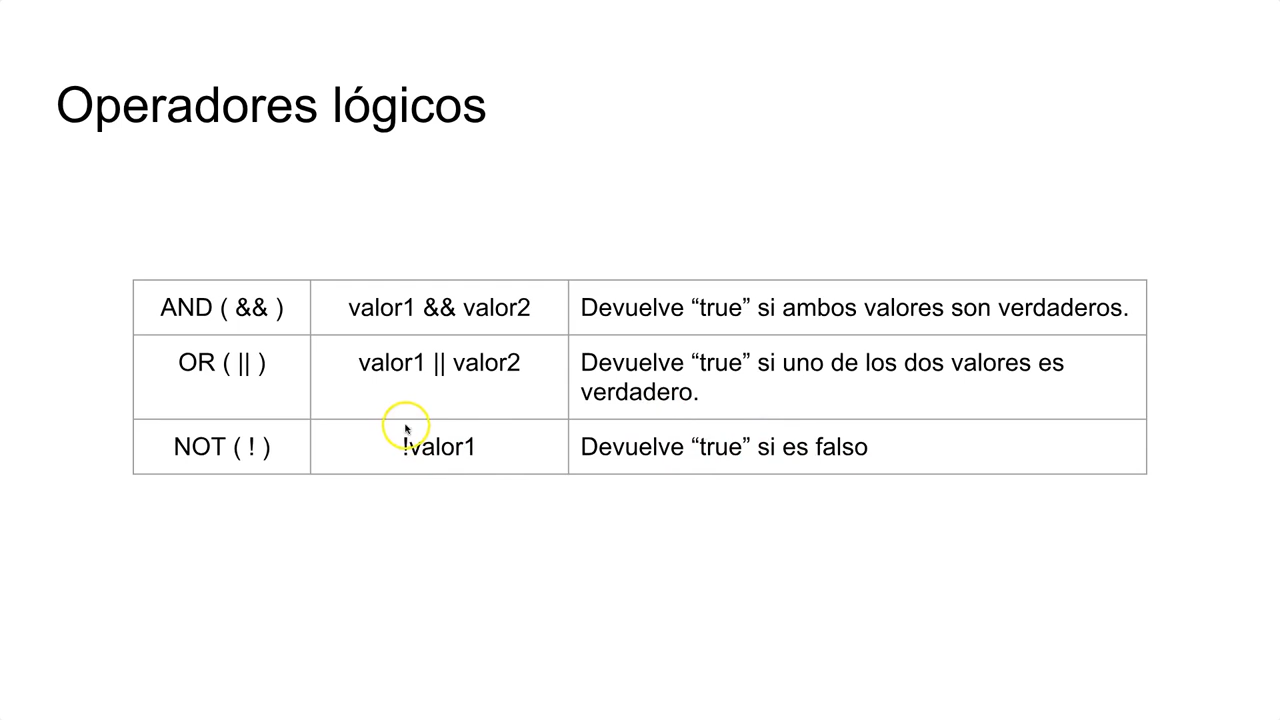 Operadores lógicos
AND ( && )
valor1 && valor2
Devuelve “true” si ambos valores son verdaderos.
OR ( || )
valor1 || valor2
Devuelve “true” si uno de los dos valores es
verdadero.
NOT ( ! )
!valor1
Devuelve “true” si es falso